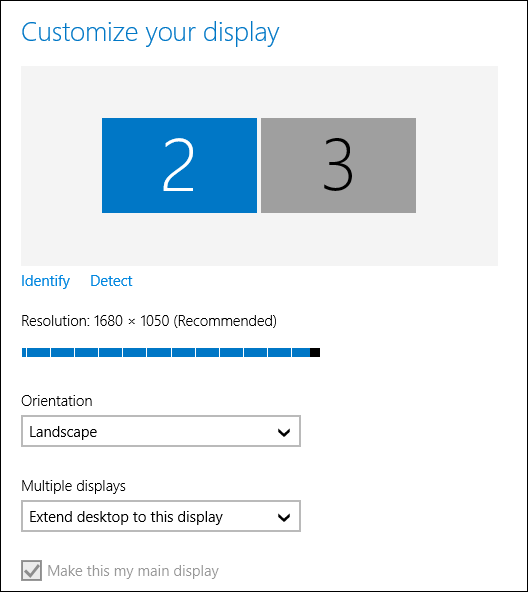 Customize your display
2 3
Identify Detect
Resolution: 1680 × 1050 (Recommended)
Orientation
Landscape
Multiple displays
Extend desktop to this display
Make this my main display